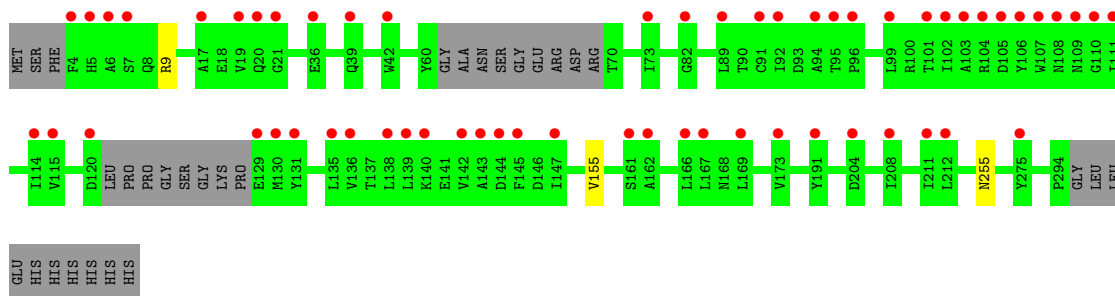 MET SER PHE F4 H5 A6 S7 Q8 R9 A17 E18 V19 Q20 G21 E36 Q39 W42 Y60 GLY ALA ASN SER GLY GLU ARG ASP ARG T70 I73 G82 L89 T90 C91 I92 D93 A94 T95 P96 L99 R100 T101 I102 A103 R104 D105 Y106 W107 N108 N109 G110 I111
I114 V115 D120 LEU PRO PRO GLY SER GLY LYS PRO E129 M130 Y131 L135 V136 T137 L138 L139 K140 E141 V142 A143 D144 F145 D146 I147 V155 S161 A162 L166 L167 N168 L169 V173 Y191 D204 I208 I211 L212 N255 Y275 P294 GLY LEU LEU
GLU HIS HIS HIS HIS HIS